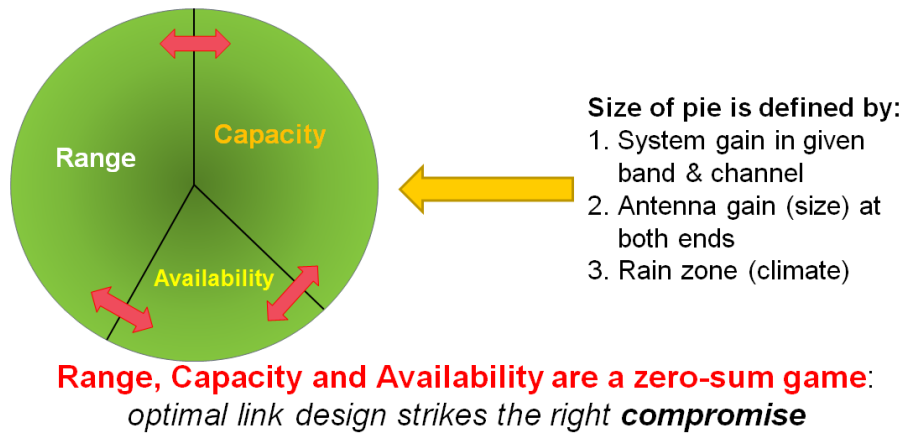 Range
Capacity
Availability
Size of pie is defined by:
1. System gain in given
band & channel
2. Antenna gain (size) at
both ends
3. Rain zone (climate)
Range, Capacity and Availability are a zero-sum game:
optimal link design strikes the right compromise